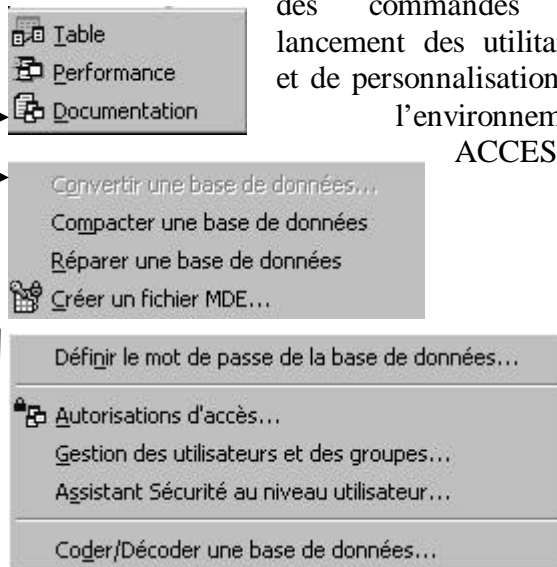 des commandes
lancement des utilita
et de personnalisation
l'environnem
ACCES
Table
Performance
Documentation
Convertir une base de données...
Compacter une base de données
Réparer une base de données
Créer un fichier MDE...
Définir le mot de passe de la base de données...
Autorisations d'accès...
Gestion des utilisateurs et des groupes...
Assistant Sécurité au niveau utilisateur...
Coder/Décoder une base de données...